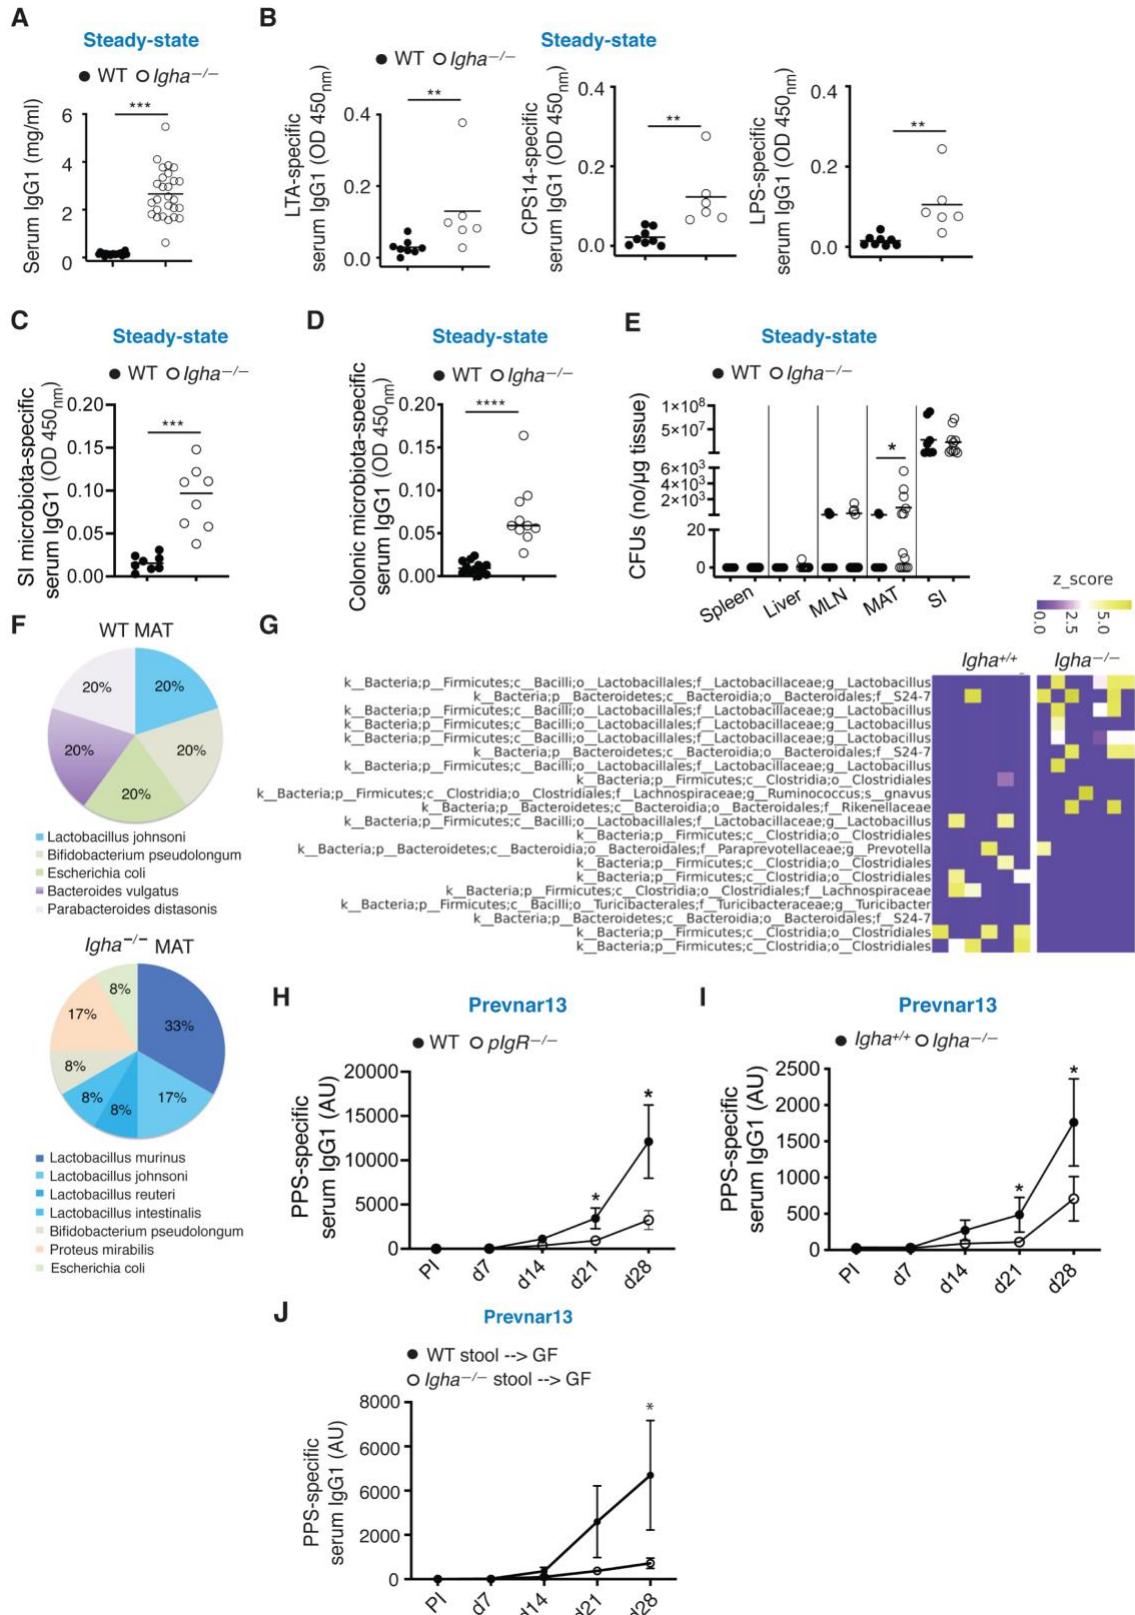 A
Steady-state
WT Igha−/−
Serum IgG1 (mg/ml)
***
6
4
2
0
B
Steady-state
WT Igha−/−
LTA-specific
serum IgG1 (OD 450nm)
**
0.4
0.2
0.0
CPS14-specific
serum IgG1 (OD 450nm)
**
0.4
0.2
0.0
LPS-specific
serum IgG1 (OD 450nm)
**
0.4
0.2
0.0
C
Steady-state
WT Igha−/−
SI microbiota-specific
serum IgG1 (OD 450nm)
***
0.20
0.15
0.10
0.05
0.00
D
Steady-state
WT Igha−/−
Colonic microbiota-specific
serum IgG1 (OD 450nm)
****
0.20
0.15
0.10
0.05
0.00
E
Steady-state
WT Igha−/−
CFUs (no/µg tissue)
1×10⁸
5×10⁷
6×10³
4×10³
2×10³
20
0
*
Spleen
Liver
MLN
MAT
SI
F
WT MAT
20%
20%
20%
20%
20%
Lactobacillus johnsoni
Bifidobacterium pseudolongum
Escherichia coli
Bacteroides vulgatus
Parabacteroides distasonis
Igha−/− MAT
8%
33%
17%
8%
8%
8%
17%
Lactobacillus murinus
Lactobacillus johnsoni
Lactobacillus reuteri
Lactobacillus intestinalis
Bifidobacterium pseudolongum
Proteus mirabilis
Escherichia coli
G
z_score
0.0
2.5
5.0
Igha+/+_
Igha−/−
k__Bacteria;p__Firmicutes;c__Bacilli;o__Lactobacillales;f__Lactobacillaceae;g__Lactobacillus
k__Bacteria;p__Bacteroidetes;c__Bacteroidia;o__Bacteroidales;f__S24-7
k__Bacteria;p__Firmicutes;c__Bacilli;o__Lactobacillales;f__Lactobacillaceae;g__Lactobacillus
k__Bacteria;p__Firmicutes;c__Bacilli;o__Lactobacillales;f__Lactobacillaceae;g__Lactobacillus
k__Bacteria;p__Firmicutes;c__Bacilli;o__Lactobacillales;f__Lactobacillaceae;g__Lactobacillus
k__Bacteria;p__Bacteroidetes;c__Bacteroidia;o__Bacteroidales;f__S24-7
k__Bacteria;p__Firmicutes;c__Bacilli;o__Lactobacillales;f__Lactobacillaceae;g__Lactobacillus
k__Bacteria;p__Firmicutes;c__Clostridia;o__Clostridiales
k__Bacteria;p__Firmicutes;c__Clostridia;o__Clostridiales;f__Lachnospiraceae;g__Ruminococcus;s__gnavus
k__Bacteria;p__Bacteroidetes;c__Bacteroidia;o__Bacteroidales;f__Rikenellaceae
k__Bacteria;p__Firmicutes;c__Bacilli;o__Lactobacillales;f__Lactobacillaceae;g__Lactobacillus
k__Bacteria;p__Firmicutes;c__Clostridia;o__Clostridiales
k__Bacteria;p__Bacteroidetes;c__Bacteroidia;o__Bacteroidales;f__Paraprevotellaceae;g__Prevotella
k__Bacteria;p__Firmicutes;c__Clostridia;o__Clostridiales
k__Bacteria;p__Firmicutes;c__Clostridia;o__Clostridiales
k__Bacteria;p__Firmicutes;c__Clostridia;o__Clostridiales;f__Lachnospiraceae
k__Bacteria;p__Firmicutes;c__Bacilli;o__Turicibacterales;f__Turicibacteraceae;g__Turicibacter
k__Bacteria;p__Bacteroidetes;c__Bacteroidia;o__Bacteroidales;f__S24-7
k__Bacteria;p__Firmicutes;c__Clostridia;o__Clostridiales
k__Bacteria;p__Firmicutes;c__Clostridia;o__Clostridiales
H
Prevnar13
WT pIgR−/−
PPS-specific
serum IgG1 (AU)
20000
15000
10000
5000
0
*
*
PI
d7
d14
d21
d28
I
Prevnar13
Igha+/+ Igha−/−
PPS-specific
serum IgG1 (AU)
2500
2000
1500
1000
500
0
*
*
PI
d7
d14
d21
d28
J
Prevnar13
WT stool --> GF
Igha−/− stool --> GF
PPS-specific
serum IgG1 (AU)
8000
6000
6000
2000
0
*
PI
d7
d14
d21
d28